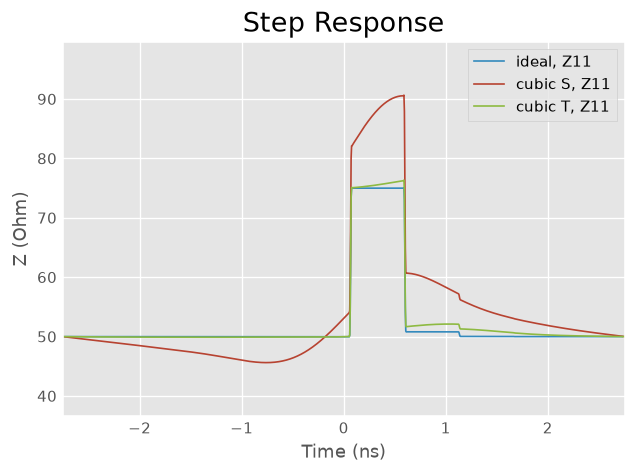 Step Response
ideal, Z11
cubic S, Z11
cubic T, Z11
Z (Ohm)
90
80
70
60
50
40
−2
−1
0
1
2
Time (ns)